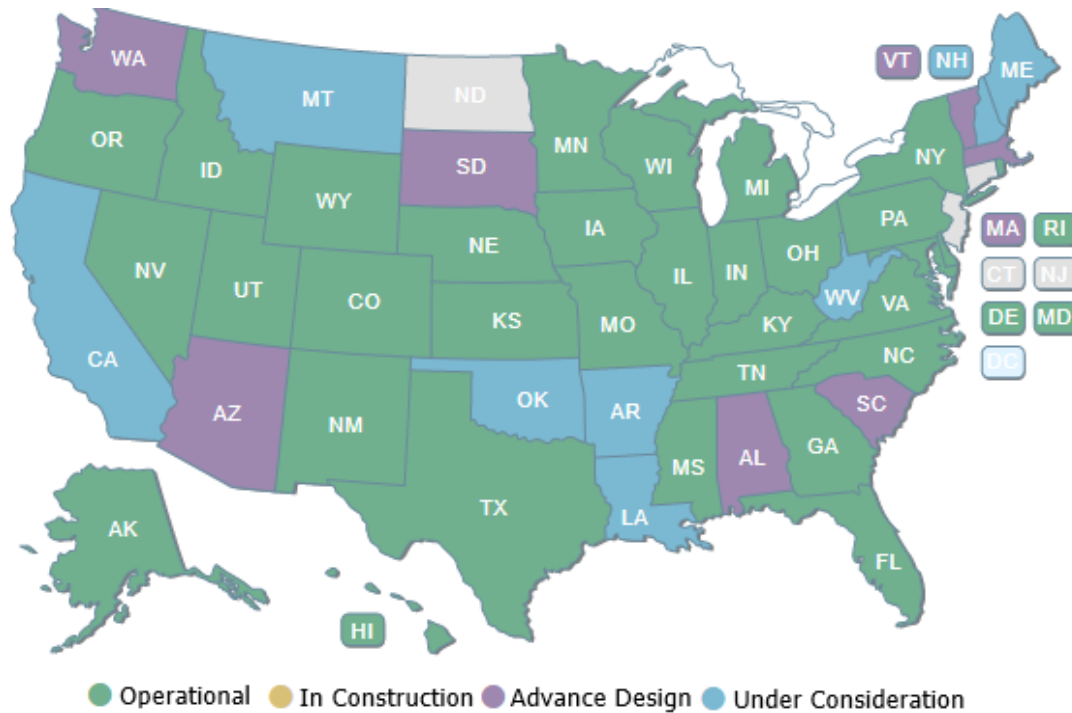 WA
VT NH
ME
MT
ND
OR
MN
ID
SD
WI
NY
MI
WY
PA
IA
MA RI
NE
OH
NV
IN
IL
CT NJ
UT
CO
WV
VA
KS
MO
KY
DE MD
CA
NC
DC
TN
OK
AR
SC
AZ
NM
GA
MS
AL
TX
LA
AK
FL
HI
Operational In Construction Advance Design Under Consideration